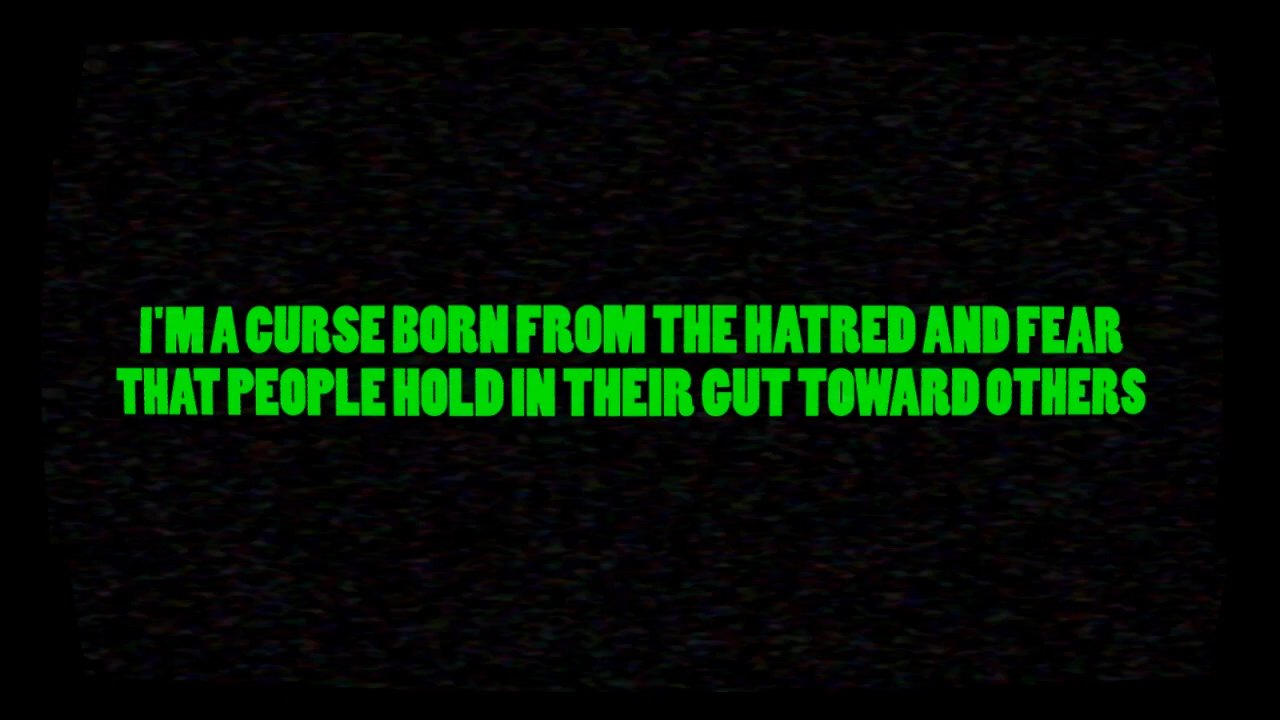 I'M A CURSE BORN FROM THE HATRED AND FEAR
THAT PEOPLE HOLD IN THEIR GUT TOWARD OTHERS